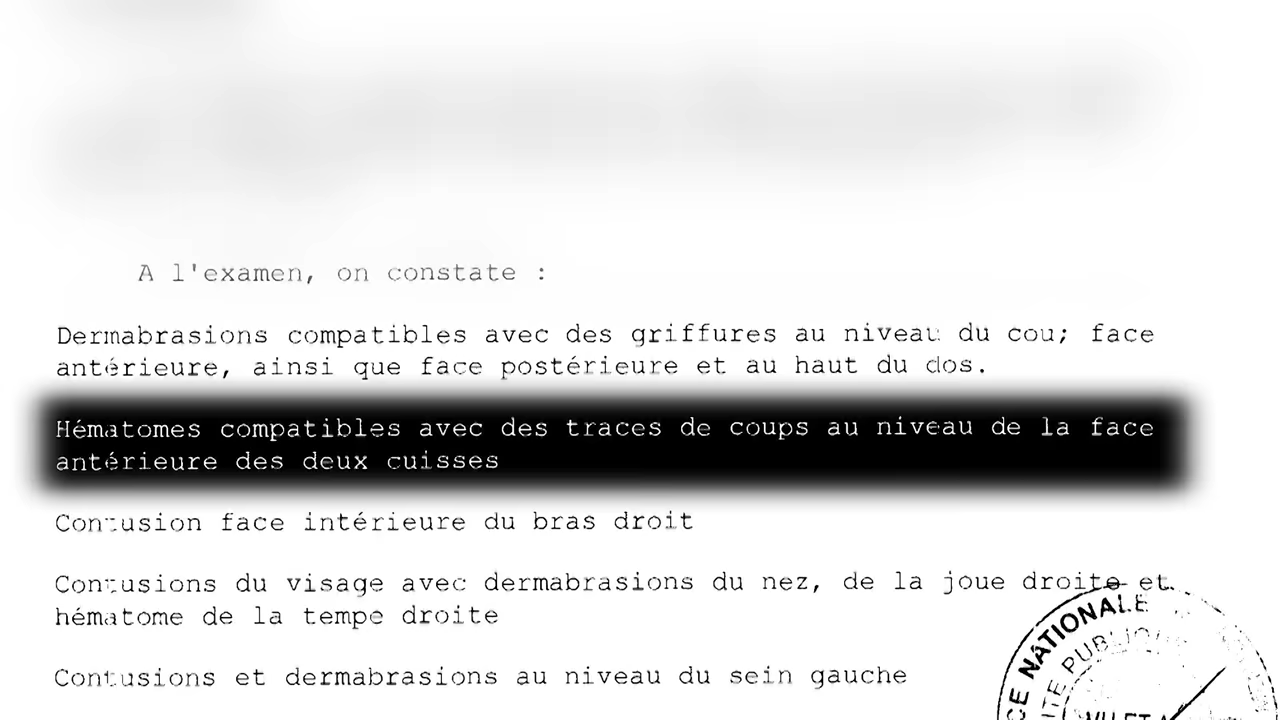 A l'examen, on constate :
Dermabrasions compatibles avec des griffures au niveau du cou; face
antérieure, ainsi que face postérieure et au haut du dos.
Hématomes compatibles avec des traces de coups au niveau de la face
antérieure des deux cuisses
Contusion face intérieure du bras droit
Contusions du visage avec dermabrasions du nez, de la joue droite et
hématome de la tempe droite
Contusions et dermabrasions au niveau du sein gauche
NATIONALE